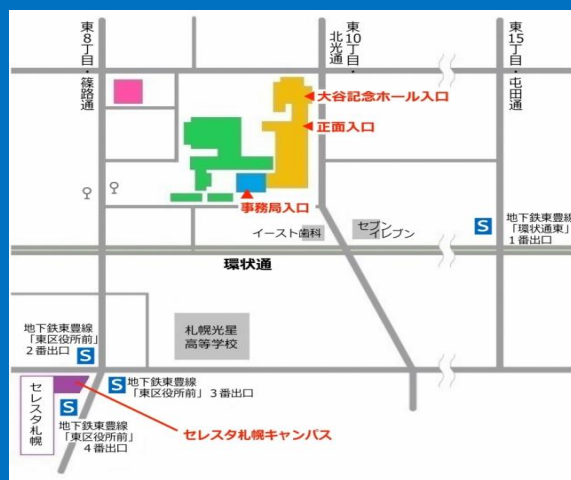 東8丁目・篠路通
東10丁目・
北光通
東15丁目・屯田通
大谷記念ホール入口
正面入口
事務局入口
イースト歯科
セブン
イレブン
地下鉄東豊線
「環状通東」
1番出口
環状通
地下鉄東豊線
「東区役所前」
2番出口
札幌光星
高等学校
地下鉄東豊線
「東区役所前」3番出口
セレスタ札幌
地下鉄東豊線
「東区役所前」
4番出口
セレスタ札幌キャンパス
S
S
S
S